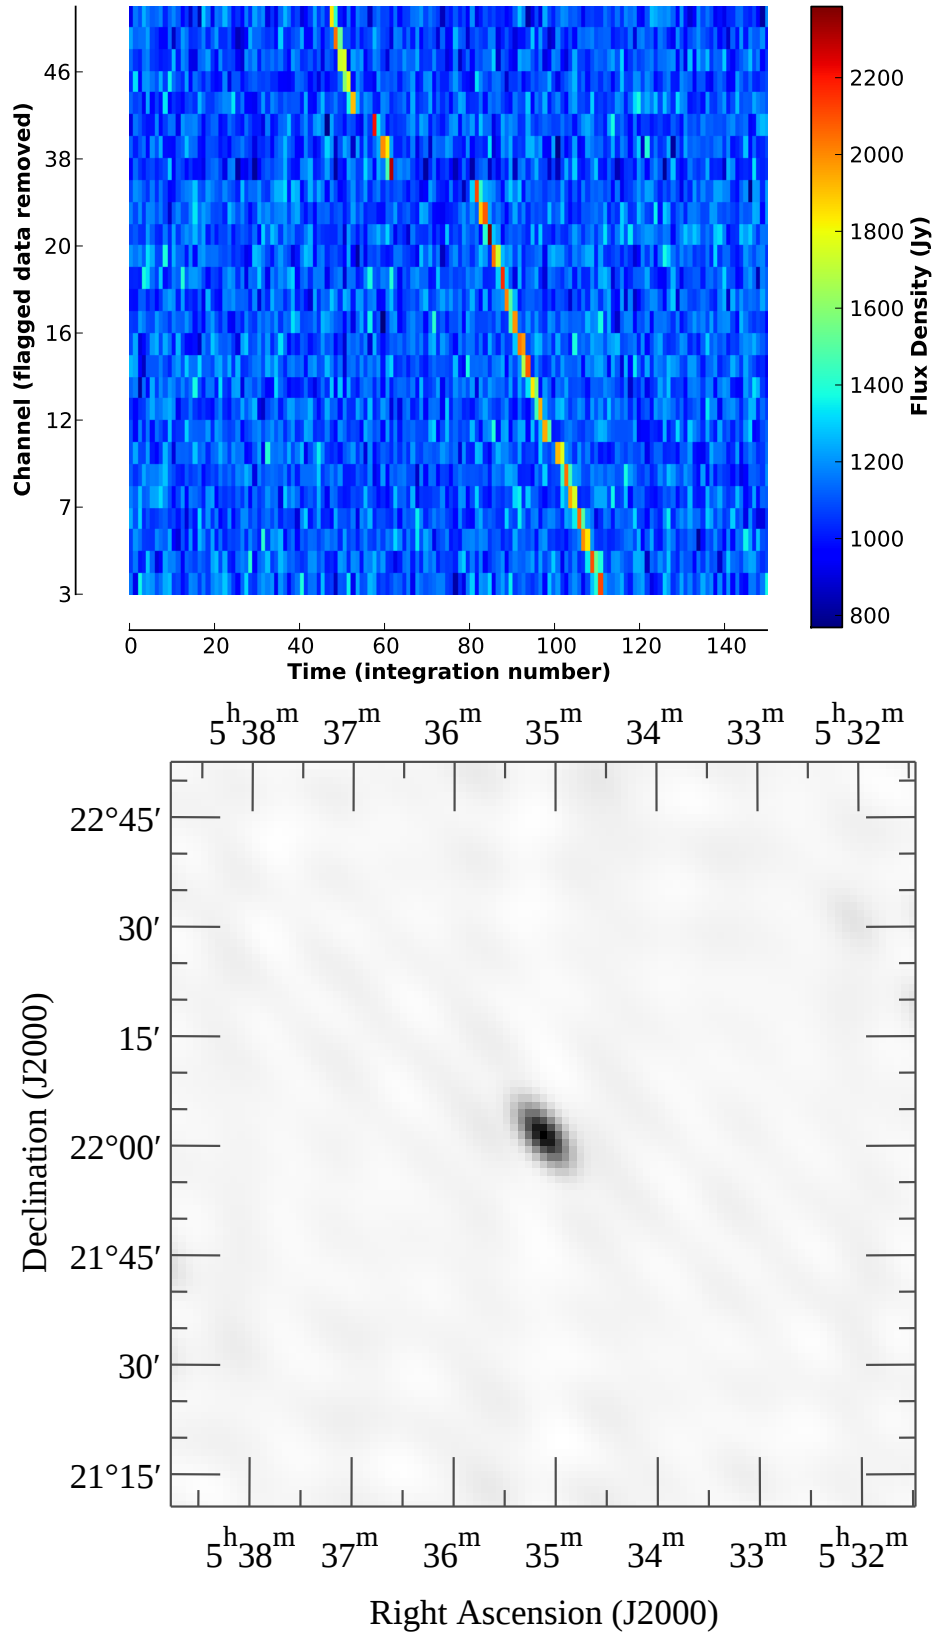 46
38
20
16
12
7
3
Channel (flagged data removed)
0 20 40 60 80 100 120 140
Time (integration number)
2200
2000
1800
1600
1400
1200
1000
800
Flux Density (Jy)
5ʰ38ᵐ 37ᵐ 36ᵐ 35ᵐ 34ᵐ 33ᵐ 5ʰ32ᵐ
22°45′
30′
15′
22°00′
21°45′
30′
21°15′
Declination (J2000)
5ʰ38ᵐ 37ᵐ 36ᵐ 35ᵐ 34ᵐ 33ᵐ 5ʰ32ᵐ
Right Ascension (J2000)